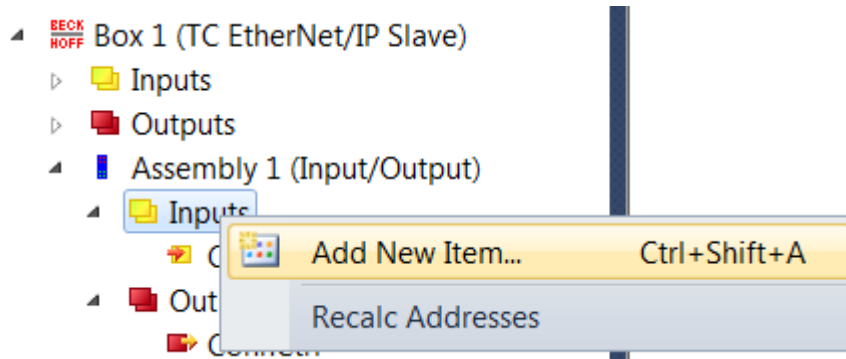 BECK
HOFF Box 1 (TC EtherNet/IP Slave)
Inputs
Outputs
Assembly 1 (Input/Output)
Inputs
Add New Item... Ctrl+Shift+A
Out
Recalc Addresses